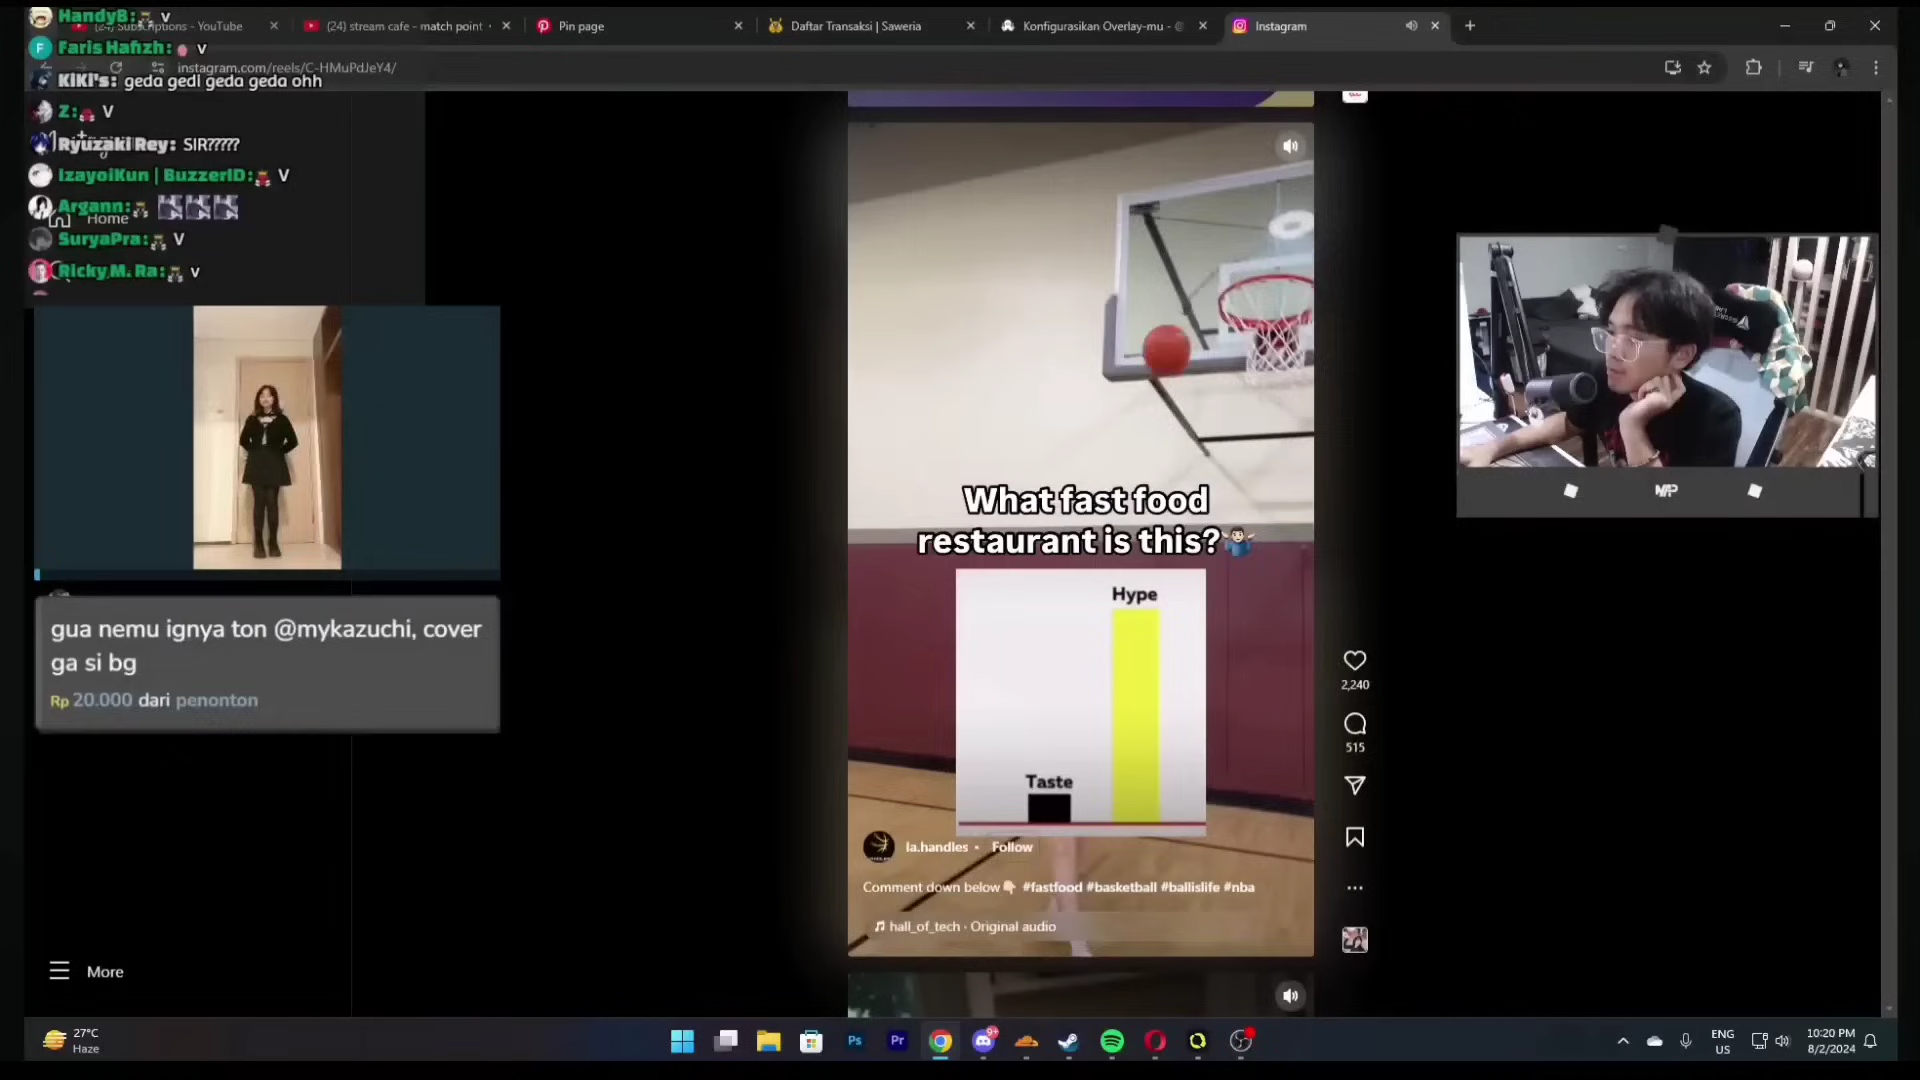 HandyB: v
(24) Subscriptions - YouTube
(24) stream cafe - match point
Pin page
Daftar Transaksi | Saweria
Konfigurasikan Overlay-mu - @
Instagram
Faris Hafizh: v
instagram.com/reels/C-HMuPdJeY4/
KiKi's: geda gedi geda geda ohh
Z: V
Ryuzaki Rey: SIR?????
IzayoiKun | BuzzerID: V
Argann:
Home
SuryaPra: V
Ricky M. Ra: v
gua nemu ignya ton @mykazuchi, cover
ga si bg
Rp 20.000 dari penonton
More
What fast food
restaurant is this?
Hype
Taste
la.handles • Follow
Comment down below #fastfood #basketball #ballislife #nba
hall_of_tech · Original audio
2,240
515
27°C
Haze
Ps
Pr
9+
ENG
US
10:20 PM
8/2/2024